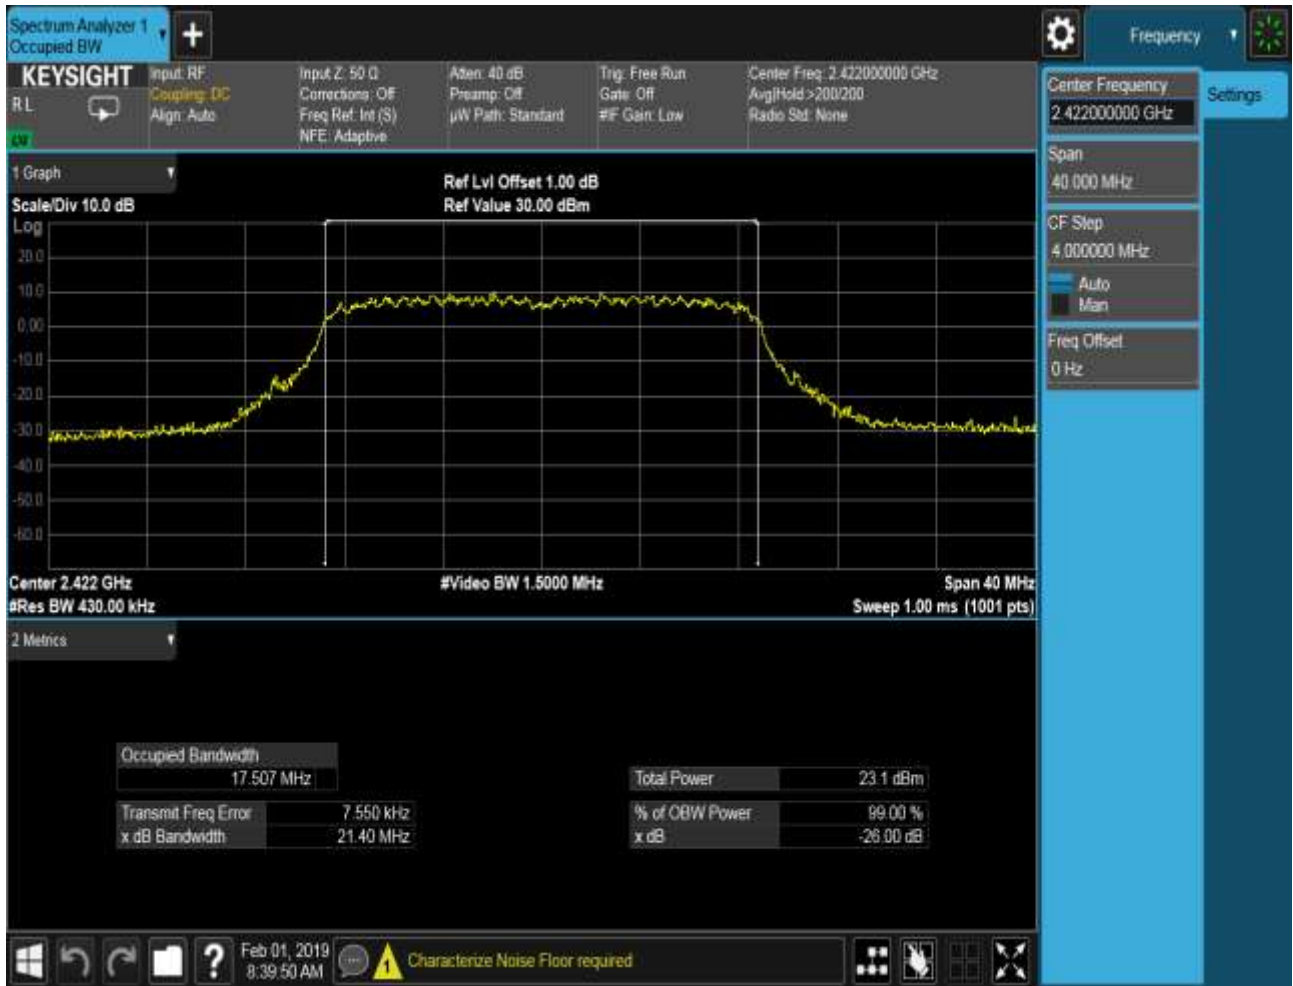 Spectrum Analyzer 1
Occupied BW
Frequency
KEYSIGHT
R L
Input: RF
Coupling: DC
Align: Auto
Input Z: 50 Ω
Corrections: Off
Freq Ref: Int (S)
NFE: Adaptive
Atten: 40 dB
Preamp: Off
µW Path: Standard
Trig: Free Run
Gate: Off
#IF Gain: Low
Center Freq: 2.422000000 GHz
Avg|Hold:>200/200
Radio Std: None
Center Frequency
2.422000000 GHz
Settings
Span
40.000 MHz
CF Step
4.000000 MHz
Auto
Man
Freq Offset
0 Hz
1 Graph
Scale/Div 10.0 dB
Ref Lvl Offset 1.00 dB
Ref Value 30.00 dBm
Log
20.0
10.0
0.00
-10.0
-20.0
-30.0
-40.0
-50.0
-60.0
Center 2.422 GHz
#Res BW 430.00 kHz
#Video BW 1.5000 MHz
Span 40 MHz
Sweep 1.00 ms (1001 pts)
2 Metrics
Occupied Bandwidth
17.507 MHz
Transmit Freq Error 7.550 kHz
x dB Bandwidth 21.40 MHz
Total Power 23.1 dBm
% of OBW Power 99.00 %
x dB -26.00 dB
Feb 01, 2019
8:39:50 AM
Characterize Noise Floor required